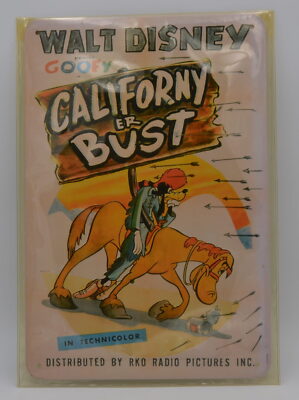 WALT DISNEY
GOOFY
CALIFORNY
ER
BUST
IN TECHNICOLOR
DISTRIBUTED BY RKO RADIO PICTURES INC.